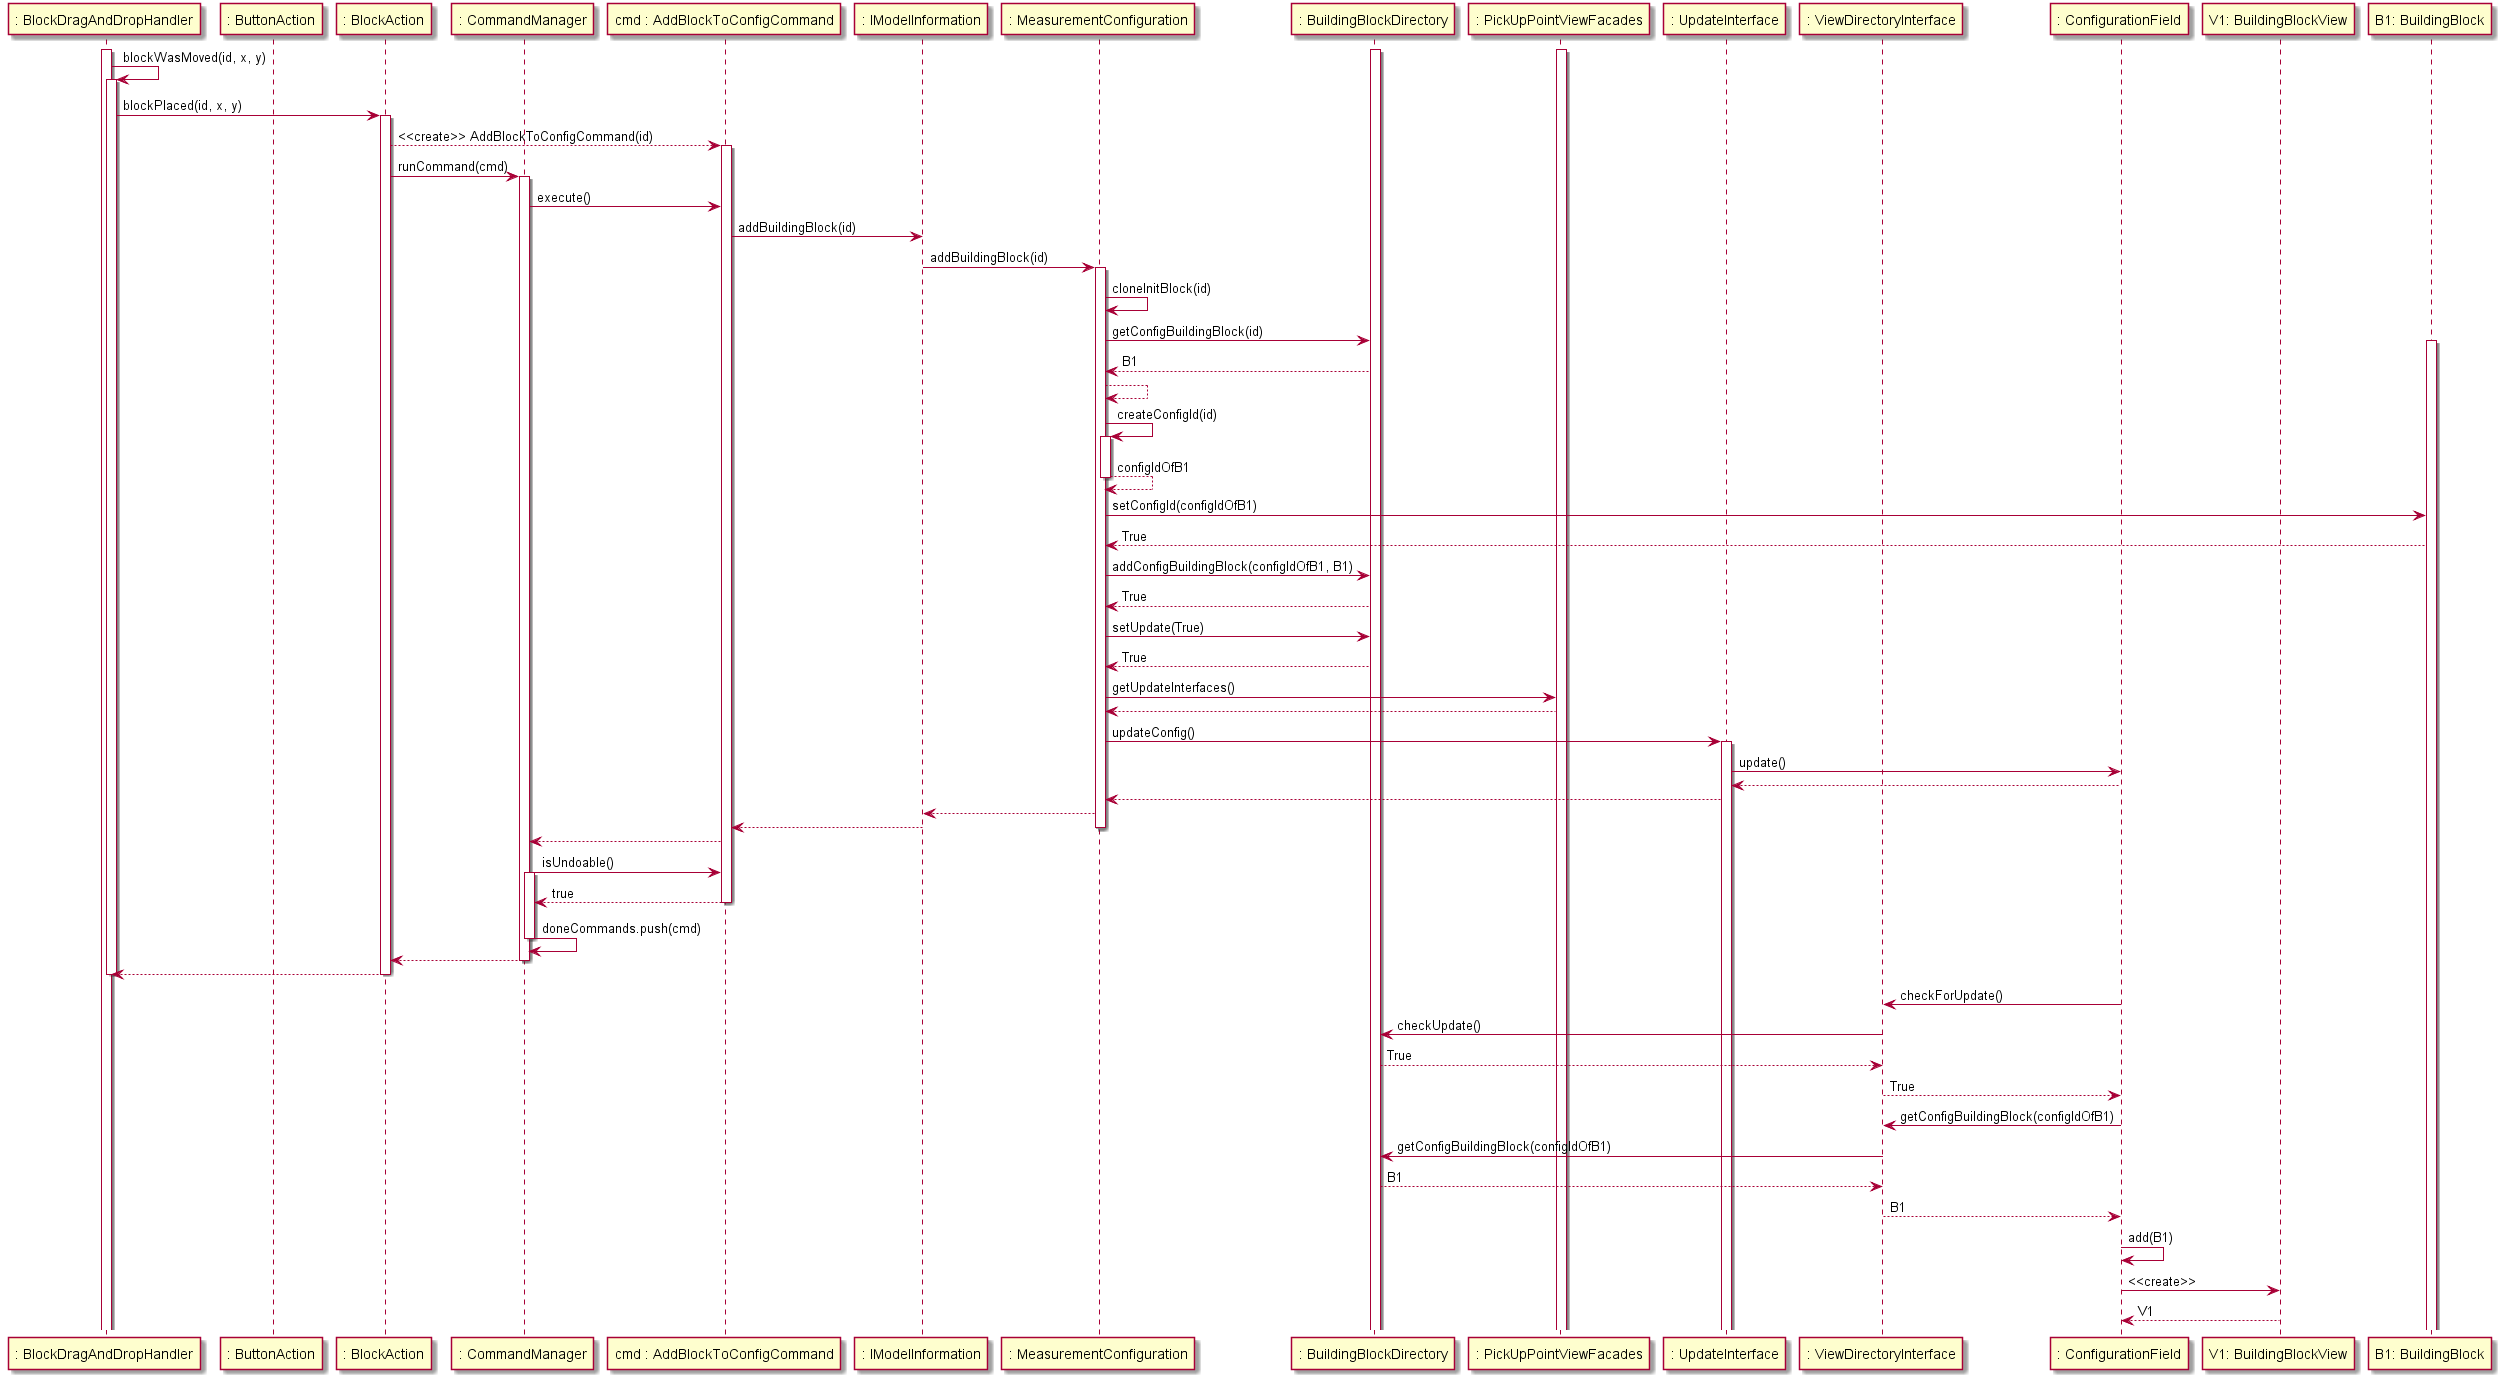 : BlockDragAndDropHandler
: ButtonAction
: BlockAction
: CommandManager
cmd : AddBlockToConfigCommand
: IModelInformation
: MeasurementConfiguration
: BuildingBlockDirectory
: PickUpPointViewFacades
: UpdateInterface
: ViewDirectoryInterface
: ConfigurationField
V1: BuildingBlockView
B1: BuildingBlock
blockWasMoved(id, x, y)
blockPlaced(id, x, y)
<<create>> AddBlockToConfigCommand(id)
runCommand(cmd)
execute()
addBuildingBlock(id)
addBuildingBlock(id)
cloneInitBlock(id)
getConfigBuildingBlock(id)
B1
createConfigId(id)
configIdOfB1
setConfigId(configIdOfB1)
True
addConfigBuildingBlock(configIdOfB1, B1)
True
setUpdate(True)
True
getUpdateInterfaces()
updateConfig()
update()
isUndoable()
true
doneCommands.push(cmd)
checkForUpdate()
checkUpdate()
True
True
getConfigBuildingBlock(configIdOfB1)
getConfigBuildingBlock(configIdOfB1)
B1
B1
add(B1)
<<create>>
V1
: BlockDragAndDropHandler
: ButtonAction
: BlockAction
: CommandManager
cmd : AddBlockToConfigCommand
: IModelInformation
: MeasurementConfiguration
: BuildingBlockDirectory
: PickUpPointViewFacades
: UpdateInterface
: ViewDirectoryInterface
: ConfigurationField
V1: BuildingBlockView
B1: BuildingBlock